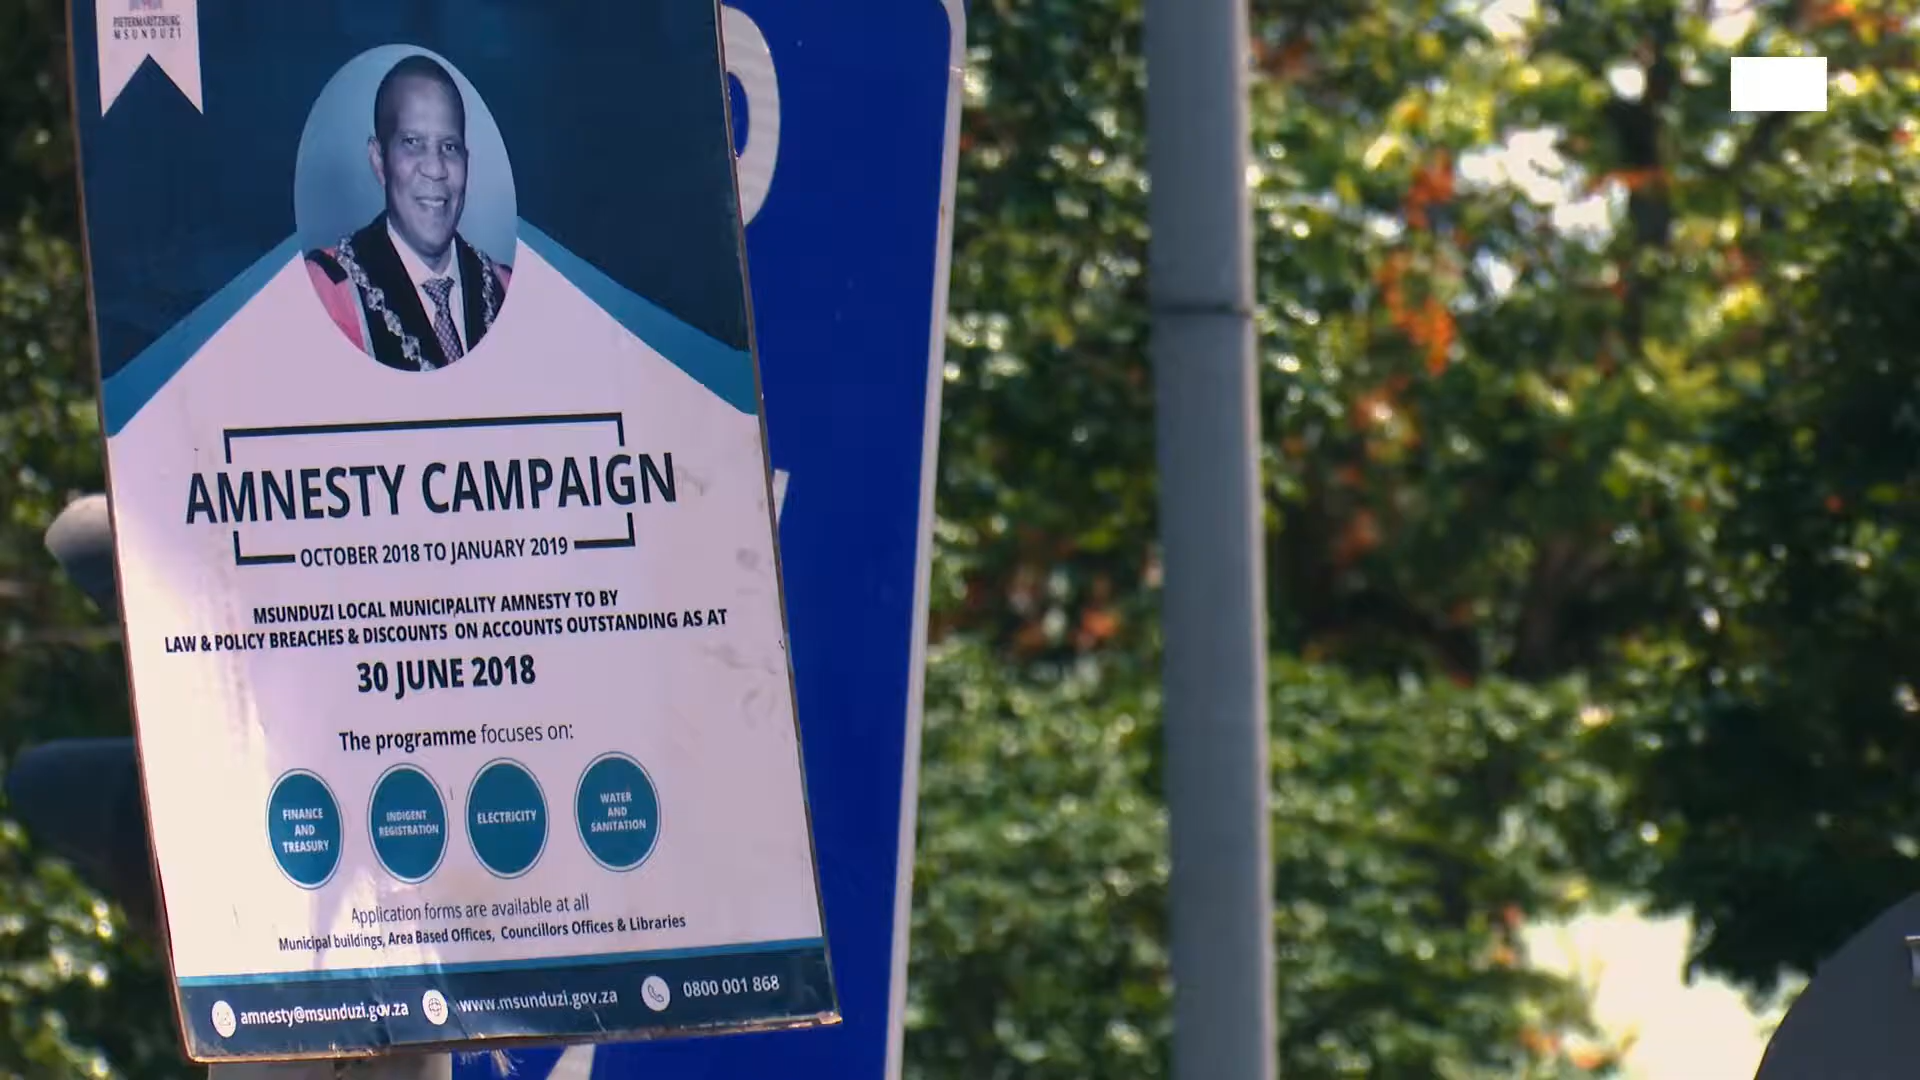 PIETERMARITZBURG
MSUNDUZI
AMNESTY CAMPAIGN
OCTOBER 2018 TO JANUARY 2019
MSUNDUZI LOCAL MUNICIPALITY AMNESTY TO BY
LAW & POLICY BREACHES & DISCOUNTS ON ACCOUNTS OUTSTANDING AS AT
30 JUNE 2018
The programme focuses on:
FINANCE
AND
TREASURY
INDIGENT
REGISTRATION
ELECTRICITY
WATER
AND
SANITATION
Application forms are available at all
Municipal buildings, Area Based Offices, Councillors Offices & Libraries
amnesty@msunduzi.gov.za www.msunduzi.gov.za 0800 001 868